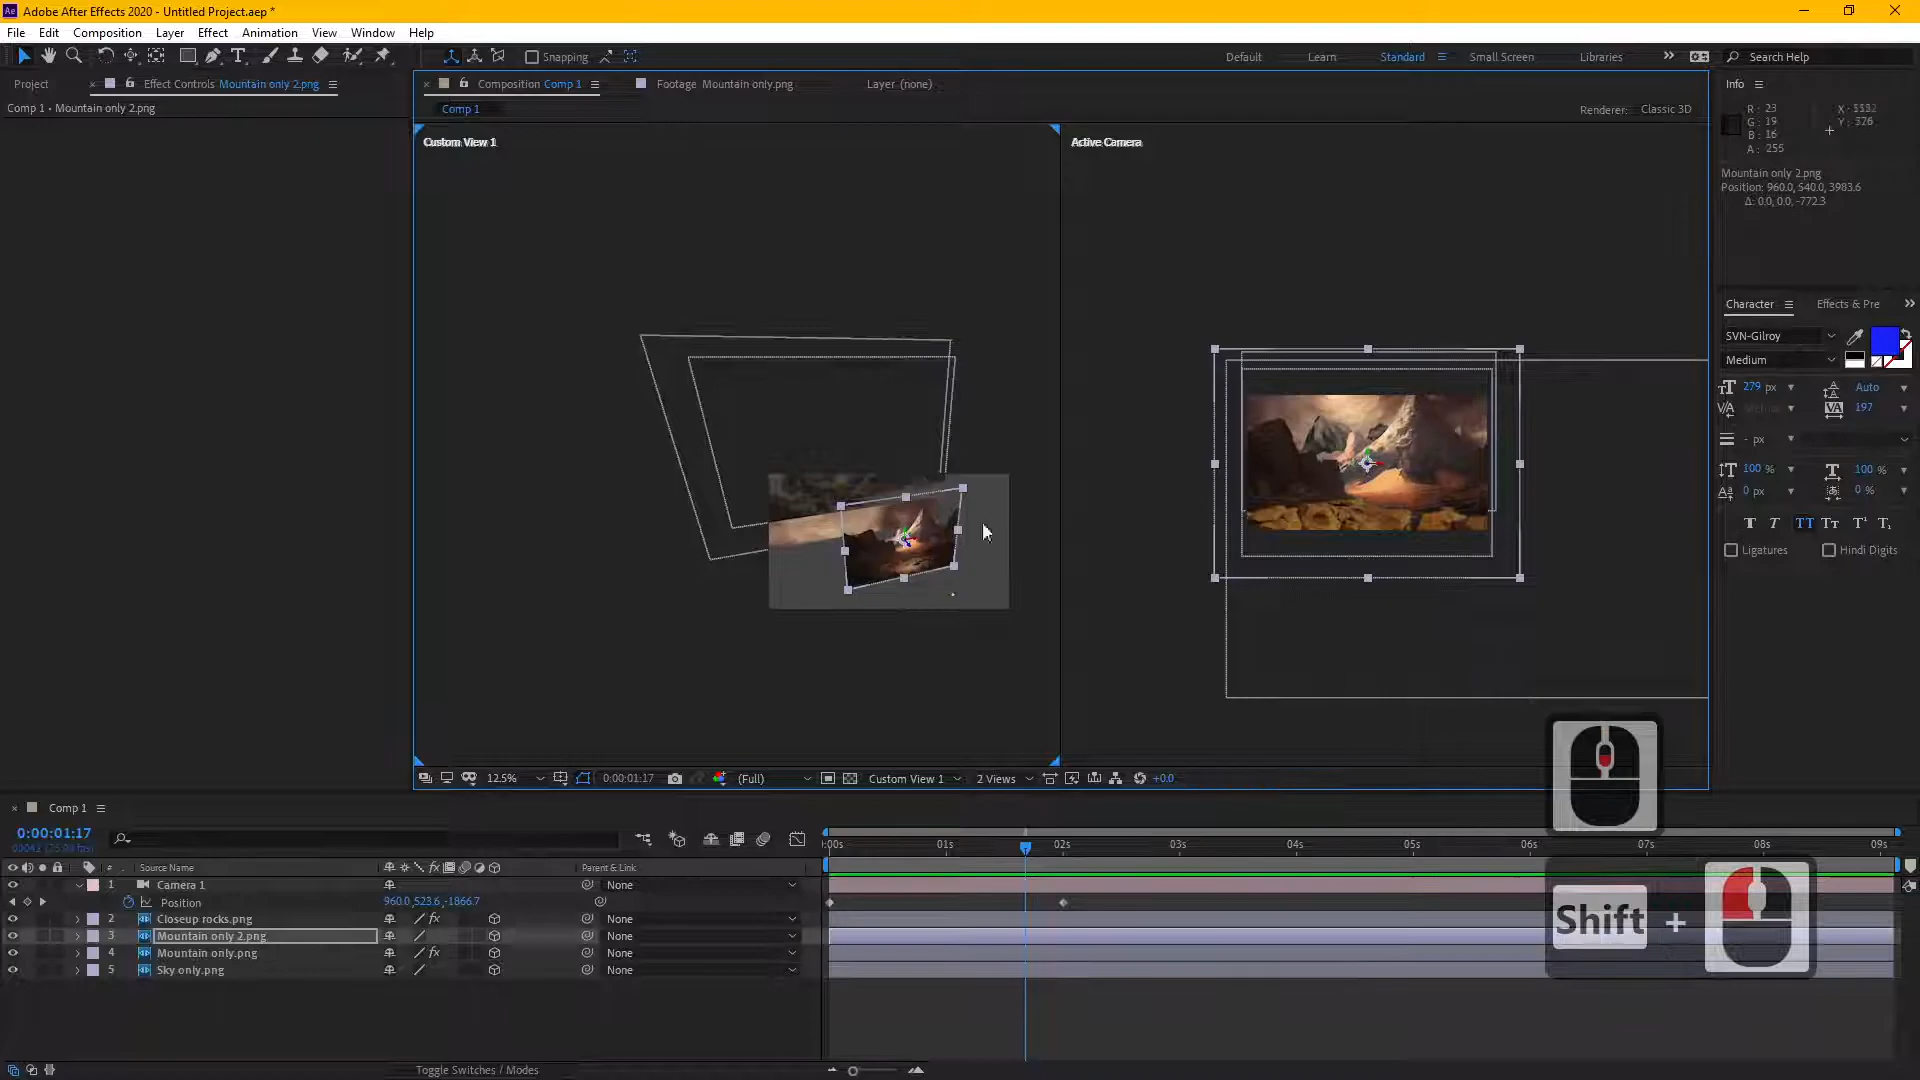 Adobe After Effects 2020 - Untitled Project.aep *
File Edit Composition Layer Effect Animation View Window Help
Snapping
Default Learn Standard Small Screen Libraries Search Help
Project Effect Controls Mountain only 2.png
Composition Comp 1 Footage Mountain only.png Layer (none)
Info
Comp 1 • Mountain only 2.png
Comp 1
Renderer: Classic 3D
R : 23
G : 19
B : 16
A : 255
Y : 576
Custom View 1
Active Camera
Mountain only 2.png
Position: 960.0, 540.0, 3983.6
Δ: 0.0, 0.0, -772.3
Character Effects & Pre
SVN-Gilroy
Medium
279 px Auto
197
- px
100 % 100 %
0 px 0 %
Ligatures Hindi Digits
12.5% 0:00:01:17 (Full) Custom View 1 2 Views +0.0
Comp 1
0:00:01:17
# Source Name Parent & Link
:00s 01s 02s 03s 04s 05s 06s 07s 08s 09s
1 Camera 1 None
Position 960.0,523.6,-1866.7
2 Closeup rocks.png None
3 Mountain only 2.png None
4 Mountain only.png None
5 Sky only.png None
Shift +
Toggle Switches / Modes